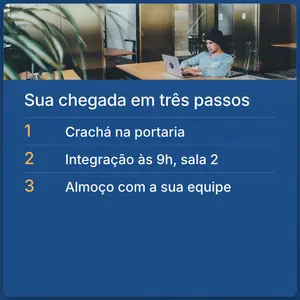 Sua chegada em três passos
1 Crachá na portaria
2 Integração às 9h, sala 2
3 Almoço com a sua equipe